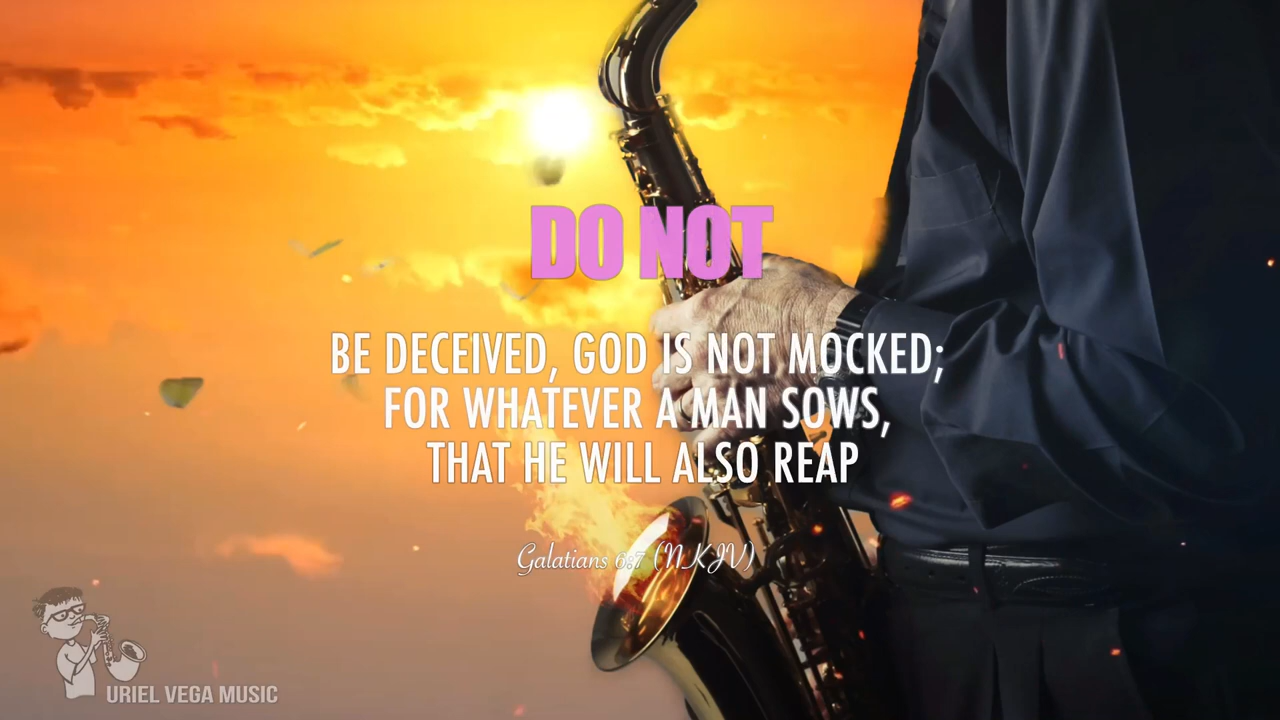 DO NOT
BE DECEIVED, GOD IS NOT MOCKED;
FOR WHATEVER A MAN SOWS,
THAT HE WILL ALSO REAP
Galatians 6:7 (NKJV)
URIEL VEGA MUSIC